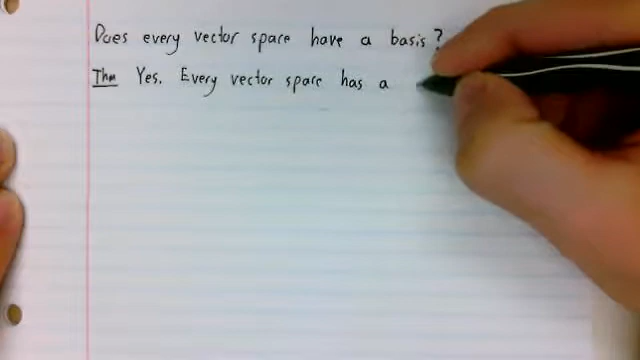 Does every vector space have a basis?
Thm Yes. Every vector space has a